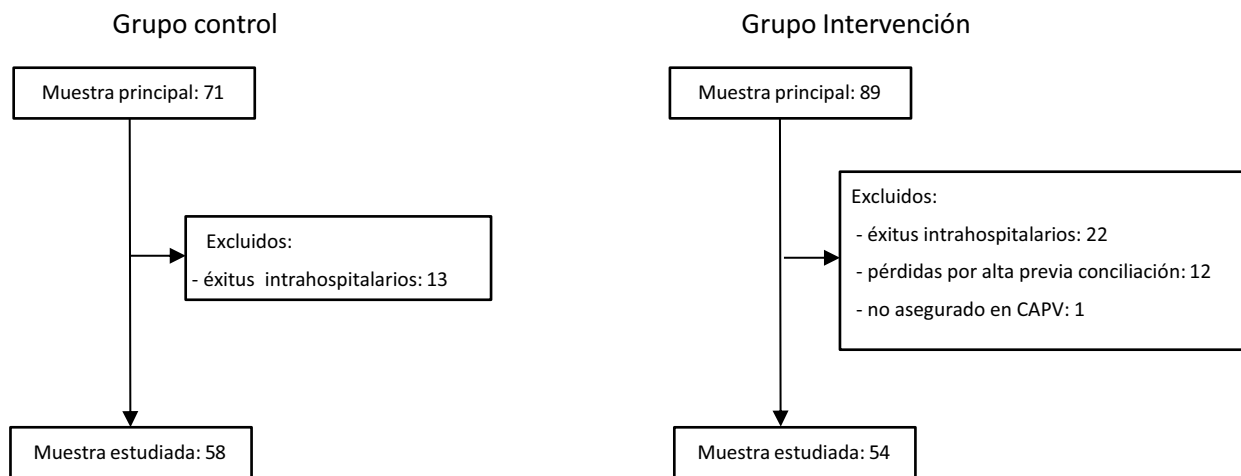 Grupo control
Muestra principal: 71
Excluidos:
- éxitus intrahospitalarios: 13
Muestra estudiada: 58
Grupo Intervención
Muestra principal: 89
Excluidos:
- éxitus intrahospitalarios: 22
- pérdidas por alta previa conciliación: 12
- no asegurado en CAPV: 1
Muestra estudiada: 54